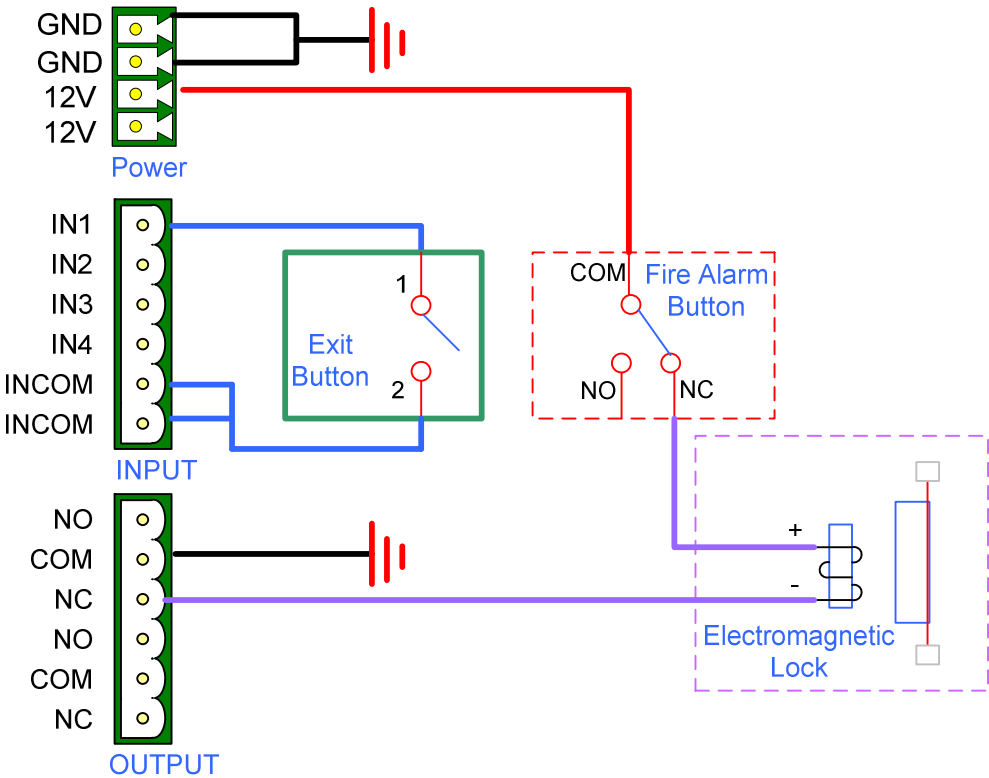 GND
GND
12V
12V
Power
IN1
IN2
IN3
IN4
INCOM
INCOM
INPUT
1
Exit
Button
2
COM
Fire Alarm
Button
NO
NC
NO
COM
NC
NO
COM
NC
OUTPUT
+
-
Electromagnetic
Lock